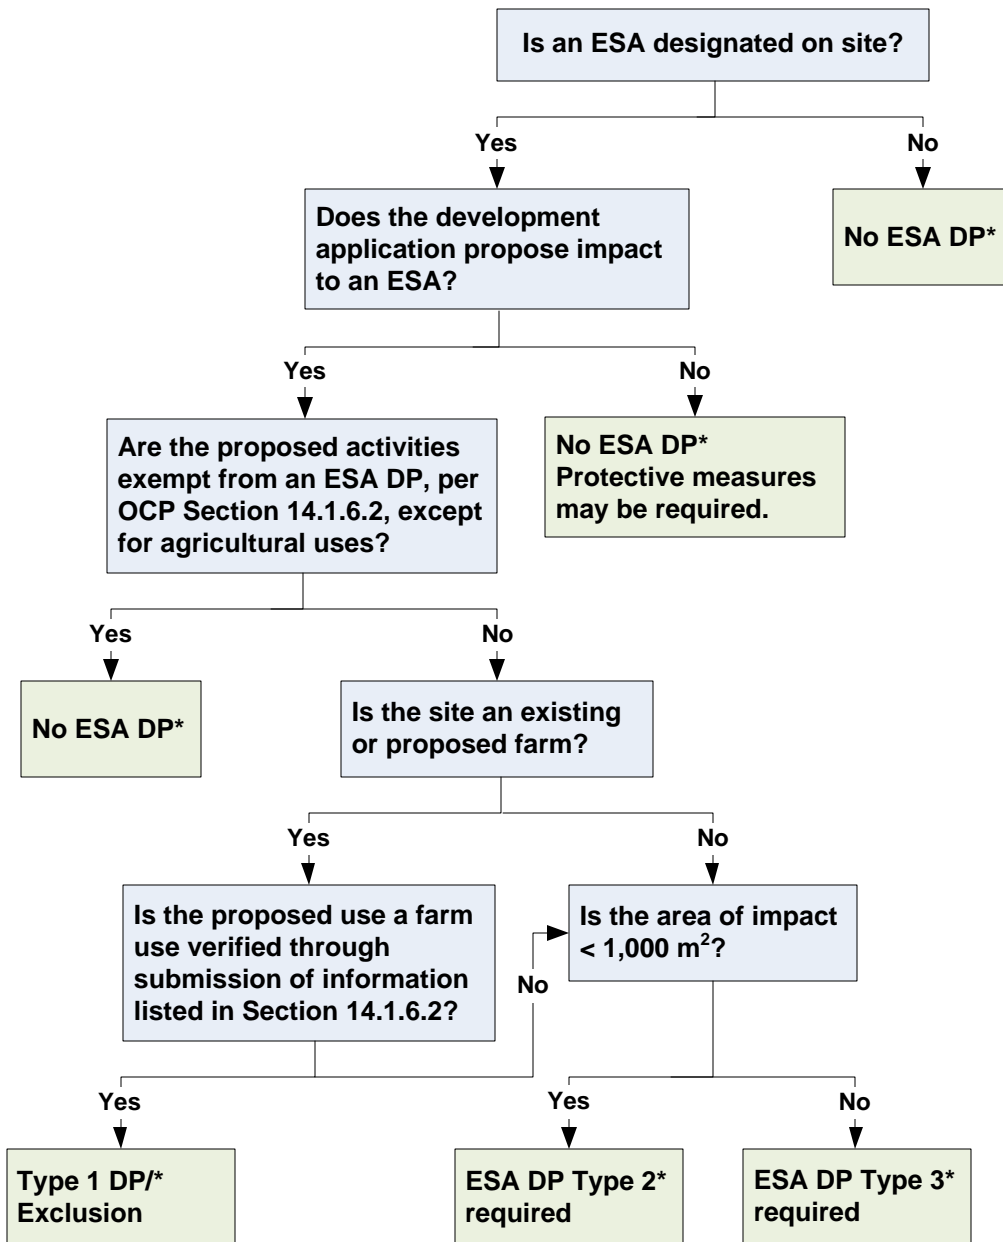 Is an ESA designated on site?
Yes
No
Does the development
application propose impact
to an ESA?
No ESA DP*
Yes
No
Are the proposed activities
exempt from an ESA DP, per
OCP Section 14.1.6.2, except
for agricultural uses?
No ESA DP*
Protective measures
may be required.
Yes
No
No ESA DP*
Is the site an existing
or proposed farm?
Yes
No
Is the proposed use a farm
use verified through
submission of information
listed in Section 14.1.6.2?
No
Is the area of impact
< 1,000 m²?
Yes
Yes
No
Type 1 DP/*
Exclusion
ESA DP Type 2*
required
ESA DP Type 3*
required